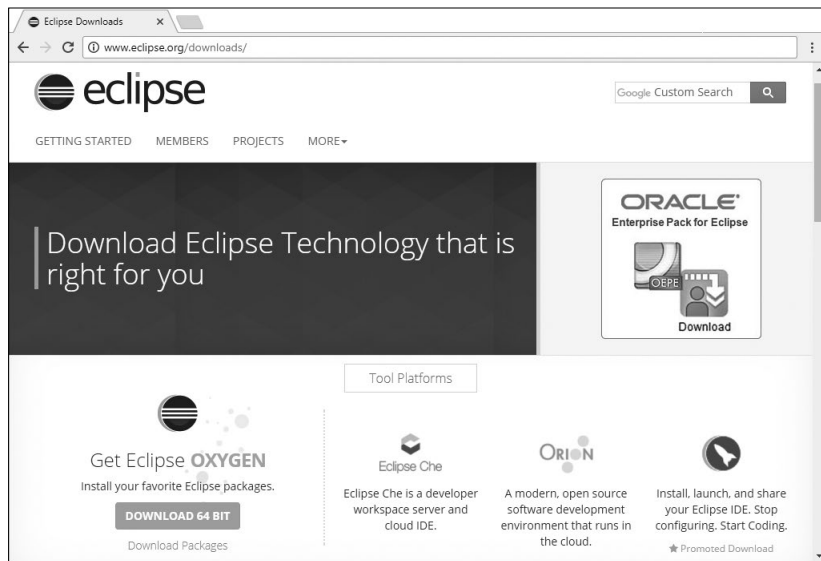 Eclipse Downloads
www.eclipse.org/downloads/
eclipse
Google Custom Search
GETTING STARTED MEMBERS PROJECTS MORE
Download Eclipse Technology that is
right for you
ORACLE
Enterprise Pack for Eclipse
OEPE
Download
Tool Platforms
Get Eclipse OXYGEN
Install your favorite Eclipse packages.
DOWNLOAD 64 BIT
Download Packages
Eclipse Che
Eclipse Che is a developer
workspace server and
cloud IDE.
ORION
A modern, open source
software development
environment that runs in
the cloud.
Install, launch, and share
your Eclipse IDE. Stop
configuring. Start Coding.
Promoted Download